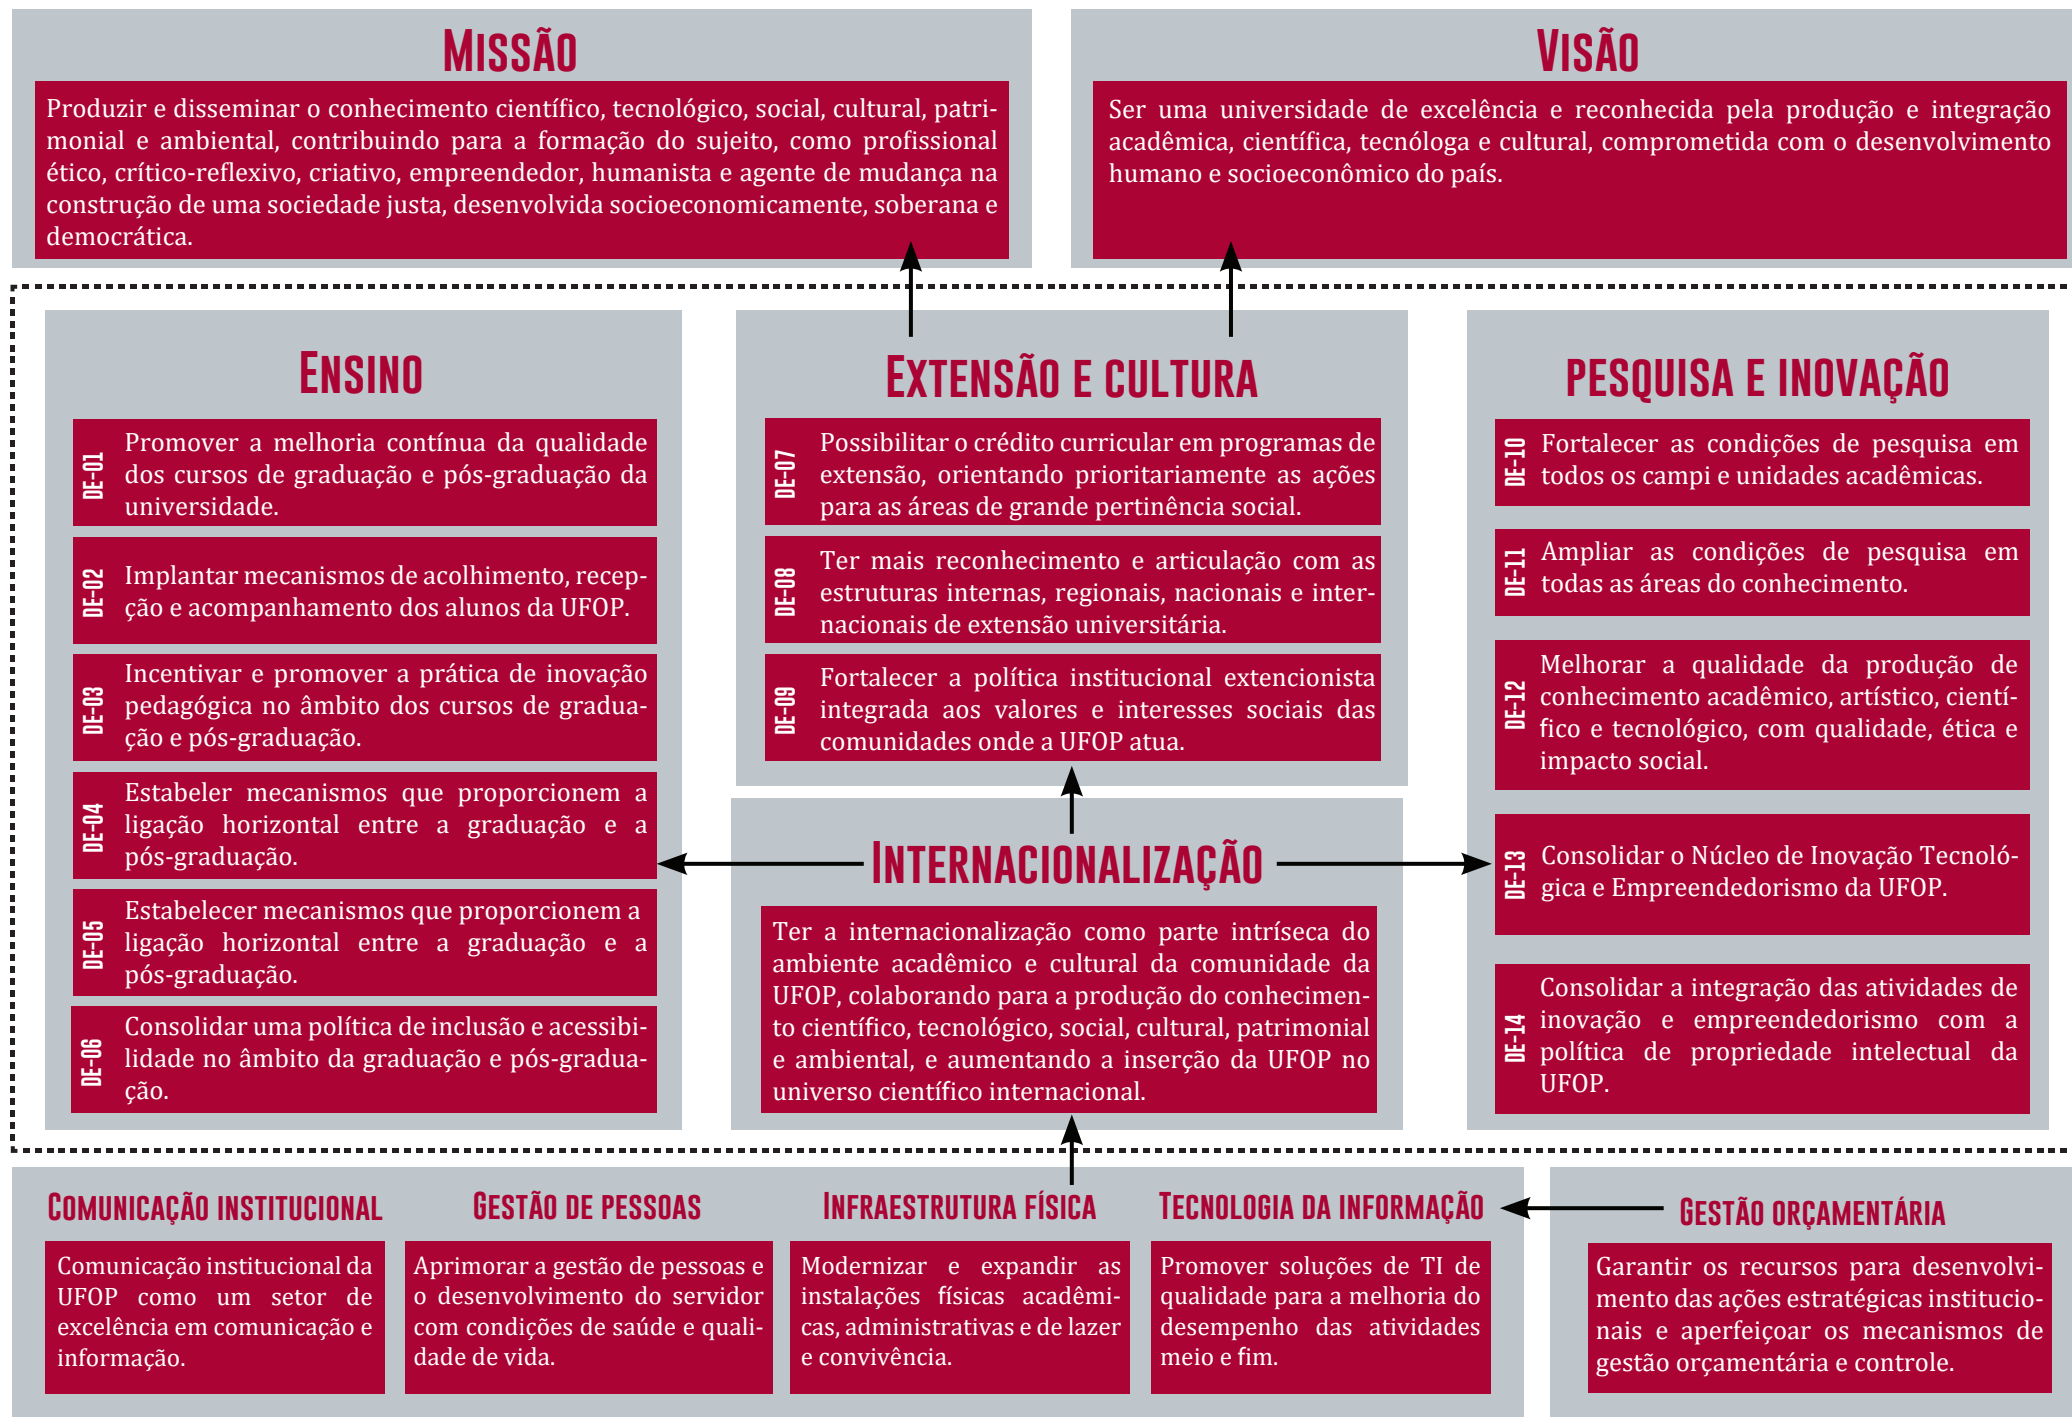 Missão
Produzir e disseminar o conhecimento científico, tecnológico, social, cultural, patri-
monial e ambiental, contribuindo para a formação do sujeito, como profissional
ético, crítico-reflexivo, criativo, empreendedor, humanista e agente de mudança na
construção de uma sociedade justa, desenvolvida socioeconomicamente, soberana e
democrática.
Visão
Ser uma universidade de excelência e reconhecida pela produção e integração
acadêmica, científica, tecnóloga e cultural, comprometida com o desenvolvimento
humano e socioeconômico do país.
Ensino
DE-01
Promover a melhoria contínua da qualidade
dos cursos de graduação e pós-graduação da
universidade.
DE-02
Implantar mecanismos de acolhimento, recep-
ção e acompanhamento dos alunos da UFOP.
DE-03
Incentivar e promover a prática de inovação
pedagógica no âmbito dos cursos de gradua-
ção e pós-graduação.
DE-04
Estabeler mecanismos que proporcionem a
ligação horizontal entre a graduação e a
pós-graduação.
DE-05
Estabelecer mecanismos que proporcionem a
ligação horizontal entre a graduação e a
pós-graduação.
DE-06
Consolidar uma política de inclusão e acessibi-
lidade no âmbito da graduação e pós-gradua-
ção.
Extensão e cultura
DE-07
Possibilitar o crédito curricular em programas de
extensão, orientando prioritariamente as ações
para as áreas de grande pertinência social.
DE-08
Ter mais reconhecimento e articulação com as
estruturas internas, regionais, nacionais e inter-
nacionais de extensão universitária.
DE-09
Fortalecer a política institucional extencionista
integrada aos valores e interesses sociais das
comunidades onde a UFOP atua.
Internacionalização
Ter a internacionalização como parte intríseca do
ambiente acadêmico e cultural da comunidade da
UFOP, colaborando para a produção do conhecimen-
to científico, tecnológico, social, cultural, patrimonial
e ambiental, e aumentando a inserção da UFOP no
universo científico internacional.
pesquisa e inovação
DE-10
Fortalecer as condições de pesquisa em
todos os campi e unidades acadêmicas.
DE-11
Ampliar as condições de pesquisa em
todas as áreas do conhecimento.
DE-12
Melhorar a qualidade da produção de
conhecimento acadêmico, artístico, cientí-
fico e tecnológico, com qualidade, ética e
impacto social.
DE-13
Consolidar o Núcleo de Inovação Tecnoló-
gica e Empreendedorismo da UFOP.
DE-14
Consolidar a integração das atividades de
inovação e empreendedorismo com a
política de propriedade intelectual da
UFOP.
Comunicação institucional
Comunicação institucional da
UFOP como um setor de
excelência em comunicação e
informação.
Gestão de pessoas
Aprimorar a gestão de pessoas e
o desenvolvimento do servidor
com condições de saúde e quali-
dade de vida.
Infraestrutura física
Modernizar e expandir as
instalações físicas acadêmi-
cas, administrativas e de lazer
e convivência.
Tecnologia da informação
Promover soluções de TI de
qualidade para a melhoria do
desempenho das atividades
meio e fim.
Gestão orçamentária
Garantir os recursos para desenvolvi-
mento das ações estratégicas institucio-
nais e aperfeiçoar os mecanismos de
gestão orçamentária e controle.